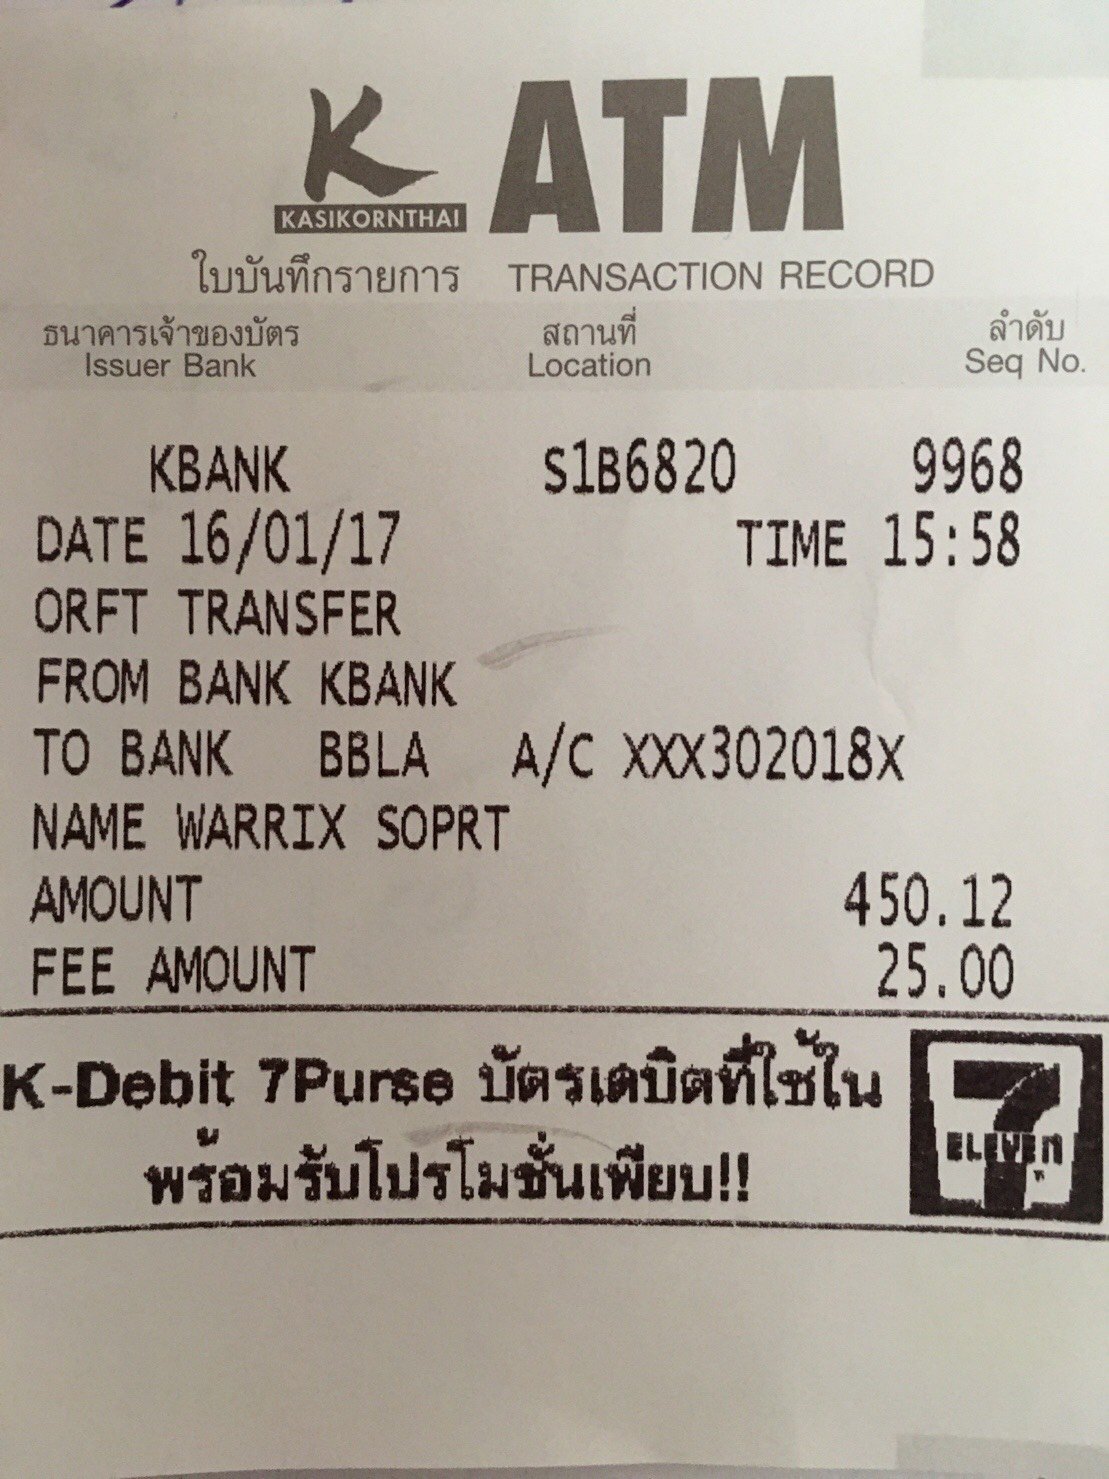 K ATM
KASIKORNTHAI
ใบบันทึกรายการ TRANSACTION RECORD
ธนาคารเจ้าของบัตร สถานที่ ลำดับ
Issuer Bank Location Seq No.
KBANK S1B6820 9968
DATE 16/01/17 TIME 15:58
ORFT TRANSFER
FROM BANK KBANK
TO BANK BBLA A/C XXX302018X
NAME WARRIX SOPRT
AMOUNT 450.12
FEE AMOUNT 25.00
K-Debit 7Purse บัตรเดบิตที่ใช้ใน 7 ELEVEN
พร้อมรับโปรโมชั่นเพียบ!!